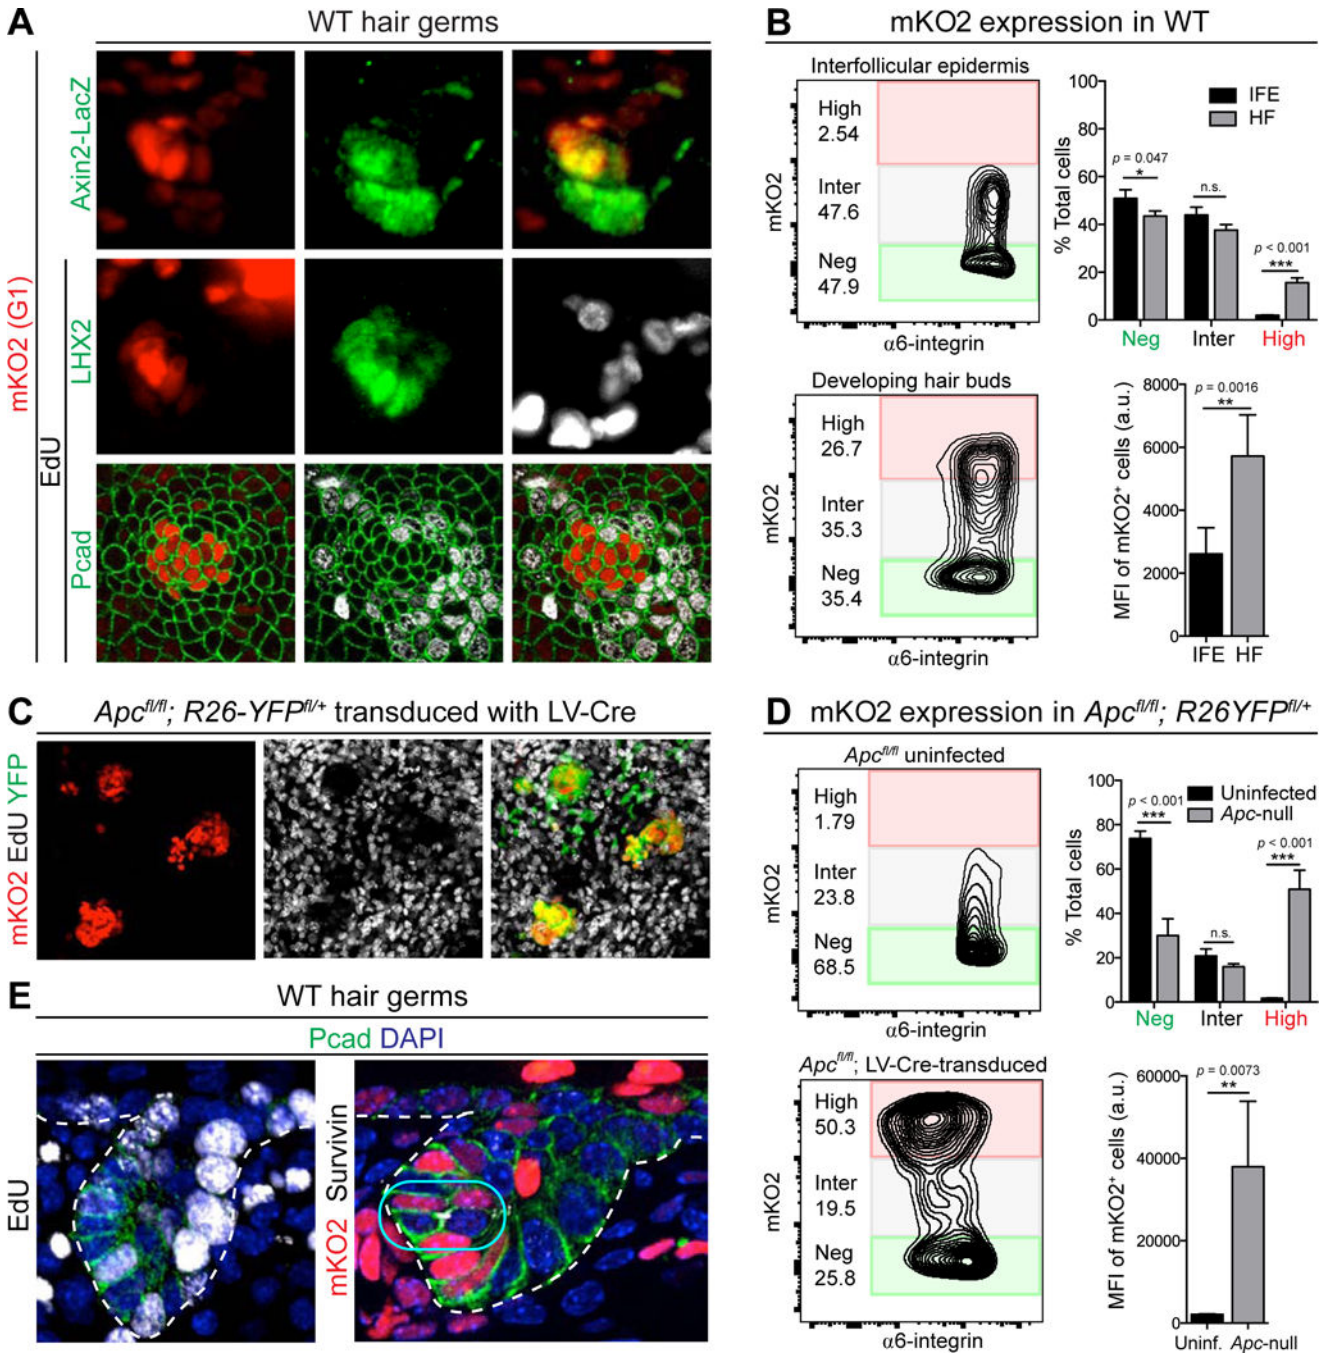 A
WT hair germs
mKO2 (G1)
EdU
Axin2-LacZ
LHX2
Pcad
B
mKO2 expression in WT
Interfollicular epidermis
mKO2
High
2.54
Inter
47.6
Neg
47.9
α6-integrin
% Total cells
100
80
60
40
20
0
IFE
HF
p = 0.047
*
n.s.
p < 0.001
***
Neg
Inter
High
Developing hair buds
mKO2
High
26.7
Inter
35.3
Neg
35.4
α6-integrin
MFI of mKO2⁺ cells (a.u.)
8000
6000
4000
2000
0
p = 0.0016
**
IFE
HF
C
Apcfl/fl; R26-YFPfl/+ transduced with LV-Cre
mKO2 EdU YFP
D
mKO2 expression in Apcfl/fl; R26YFPfl/+
Apcfl/fl uninfected
mKO2
High
1.79
Inter
23.8
Neg
68.5
α6-integrin
% Total cells
100
80
60
40
20
0
Uninfected
Apc-null
p < 0.001
***
n.s.
p < 0.001
***
Neg
Inter
High
Apcfl/fl; LV-Cre-transduced
mKO2
High
50.3
Inter
19.5
Neg
25.8
α6-integrin
MFI of mKO2⁺ cells (a.u.)
60000
40000
20000
0
p = 0.0073
**
Uninf.
Apc-null
E
WT hair germs
Pcad DAPI
EdU
mKO2 Survivin